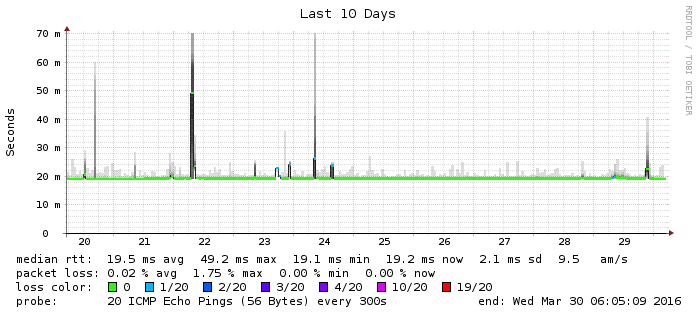 Last 10 Days
RRDTOOL / TOBI OETIKER
Seconds
70 m
60 m
50 m
40 m
30 m
20 m
10 m
0
20 21 22 23 24 25 26 27 28 29
median rtt: 19.5 ms avg 49.2 ms max 19.1 ms min 19.2 ms now 2.1 ms sd 9.5 am/s
packet loss: 0.02 % avg 1.75 % max 0.00 % min 0.00 % now
loss color: 0 1/20 2/20 3/20 4/20 10/20 19/20
probe: 20 ICMP Echo Pings (56 Bytes) every 300s end: Wed Mar 30 06:05:09 2016